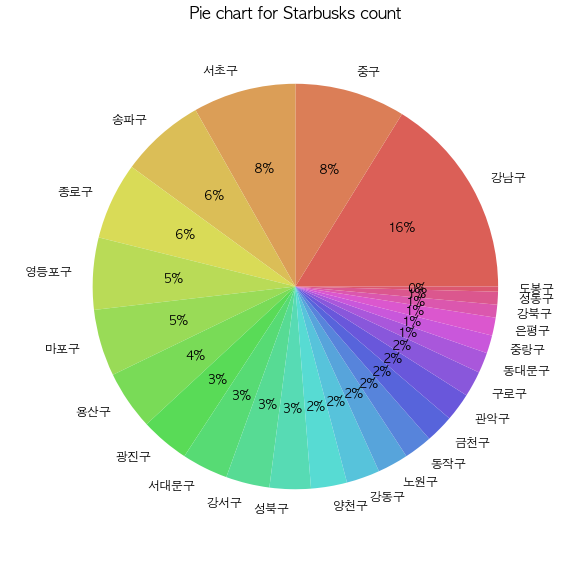 Pie chart for Starbusks count
중구
강남구
서초구
송파구
종로구
영등포구
마포구
용산구
광진구
서대문구
강서구
성북구
양천구
강동구
노원구
동작구
금천구
관악구
구로구
동대문구
중랑구
은평구
강북구
성동구
도봉구
16%
8%
8%
6%
6%
5%
5%
4%
3%
3%
3%
3%
2%
2%
2%
2%
2%
2%
2%
1%
1%
1%
1%
1%
0%